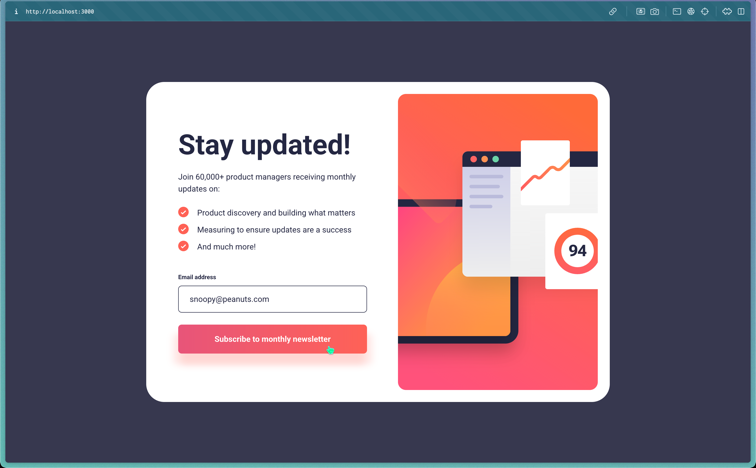 http://localhost:3000
Stay updated!
Join 60,000+ product managers receiving monthly
updates on:
Product discovery and building what matters
Measuring to ensure updates are a success
And much more!
Email address
snoopy@peanuts.com
Subscribe to monthly newsletter
94